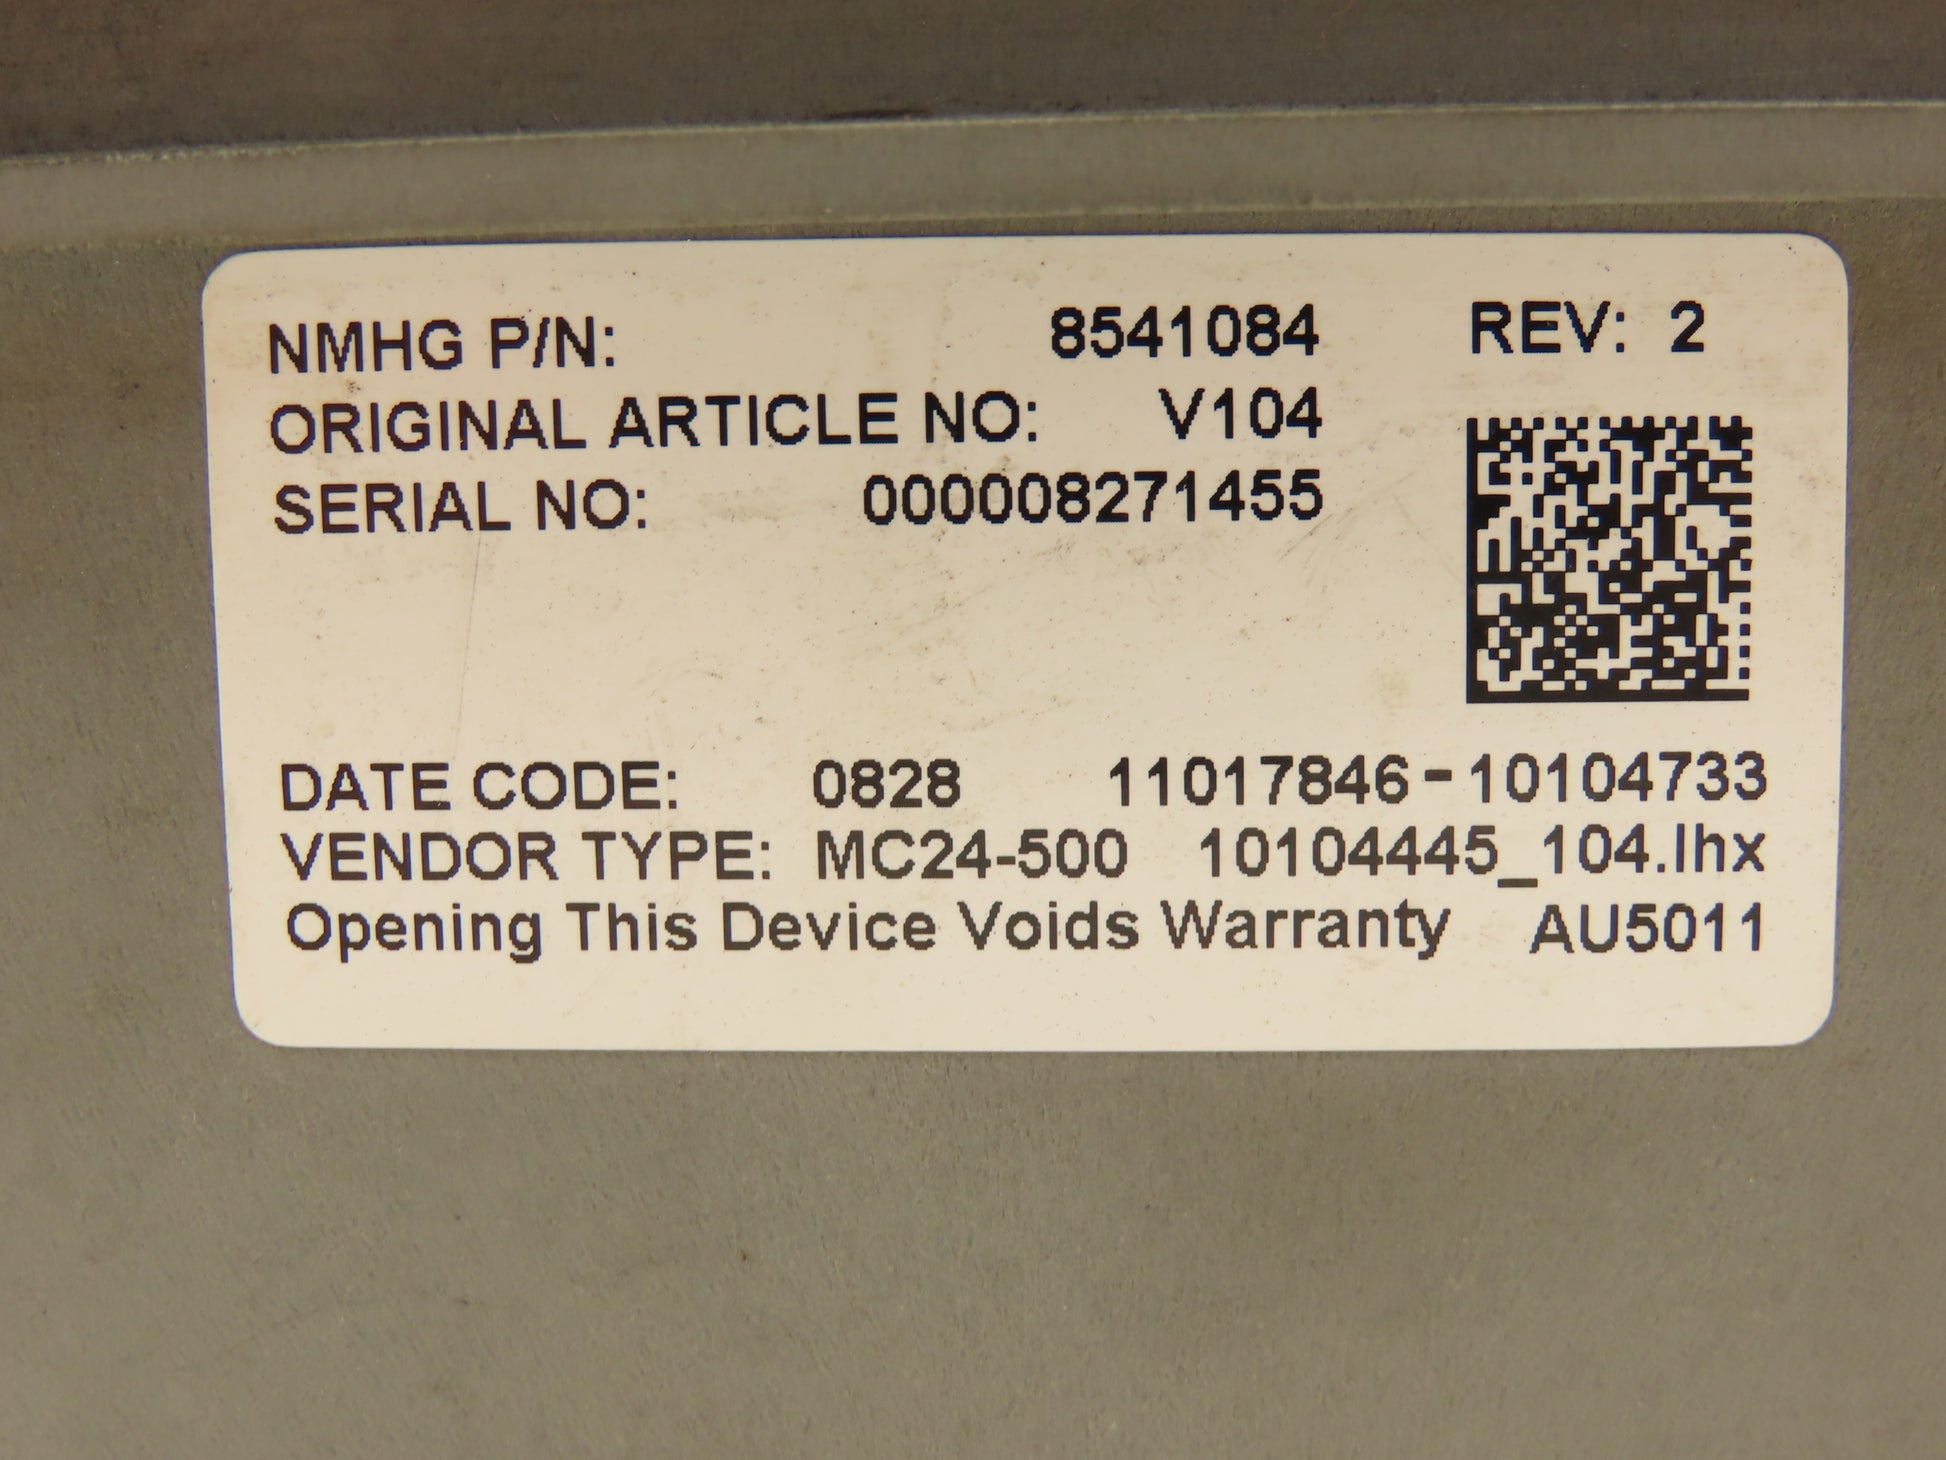 NMHG P/N: 8541084 REV: 2
ORIGINAL ARTICLE NO: V104
SERIAL NO: 000008271455
DATE CODE: 0828 11017846-10104733
VENDOR TYPE: MC24-500 10104445_104.lhx
Opening This Device Voids Warranty AU5011